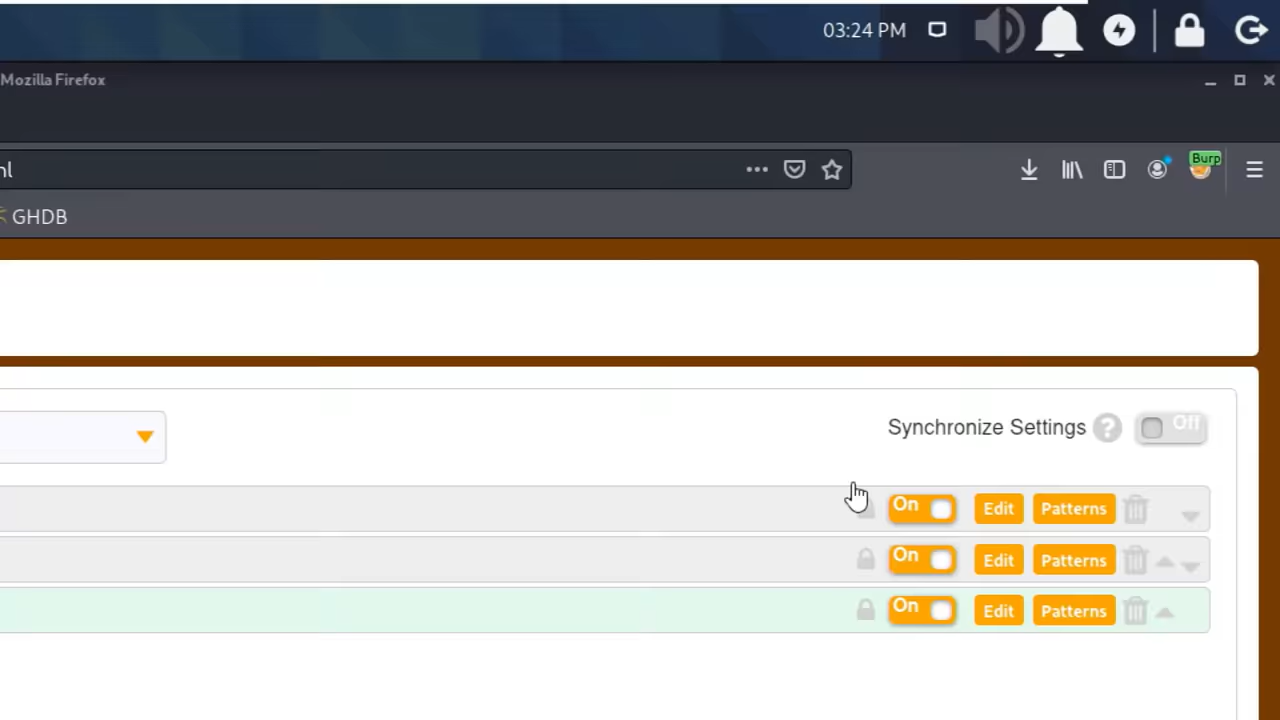 03:24 PM
Mozilla Firefox
nl
Burp
GHDB
Synchronize Settings ? Off
On Edit Patterns
On Edit Patterns
On Edit Patterns